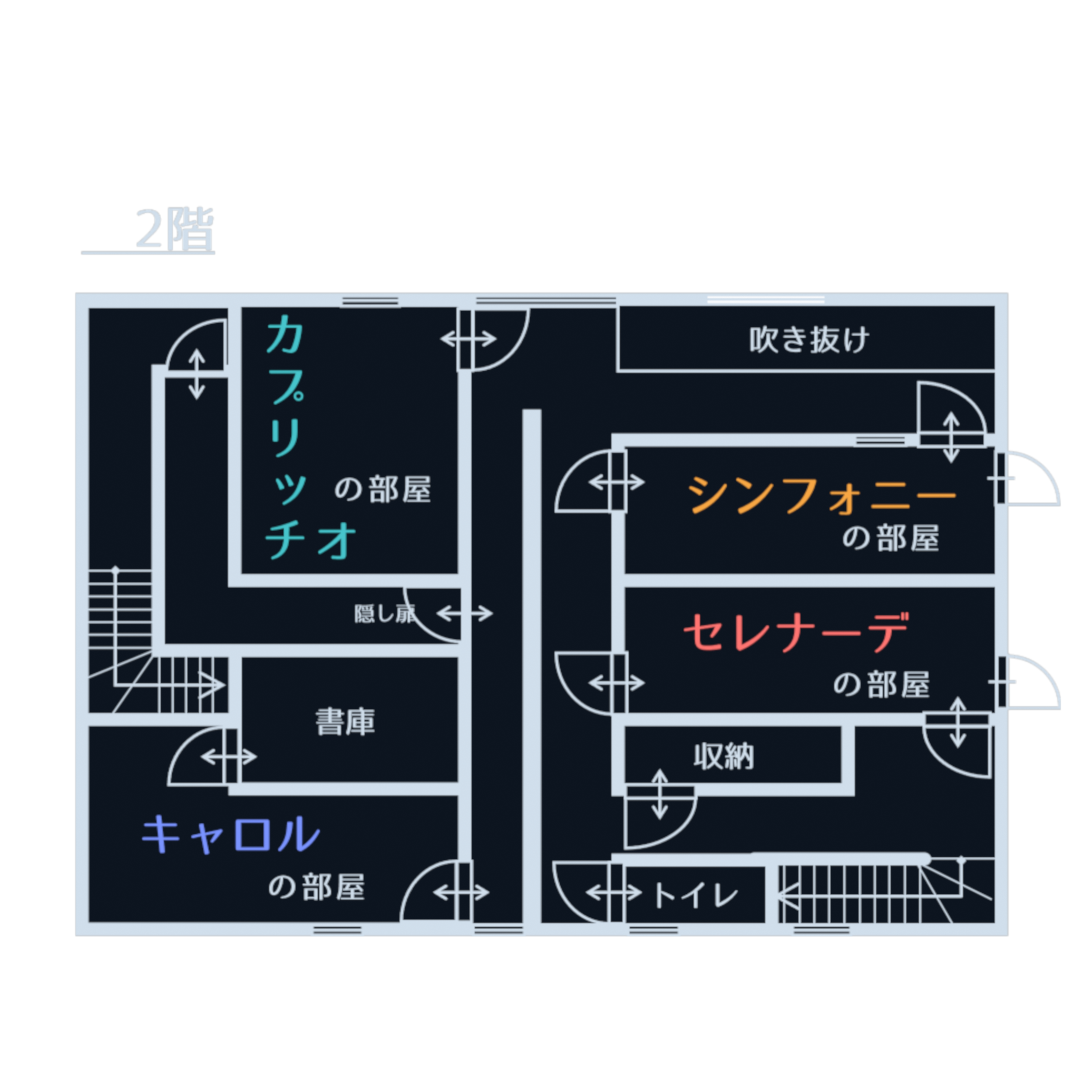 2階
カプリッチオ
の部屋
吹き抜け
シンフォニー
の部屋
隠し扉
セレナーデ
の部屋
書庫
収納
キャロル
の部屋
トイレ